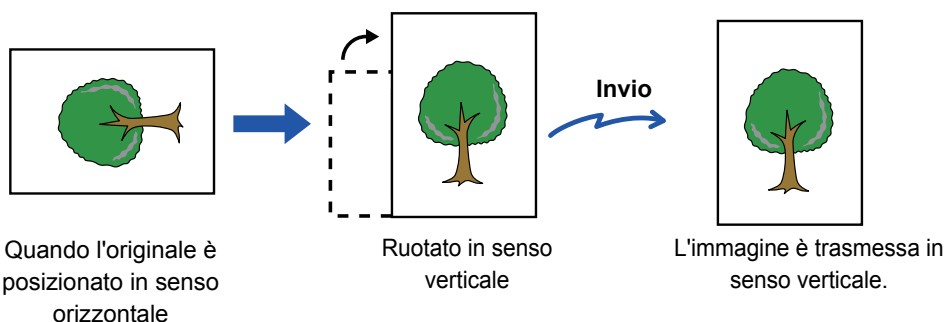 Invio
Quando l'originale è
posizionato in senso
orizzontale
Ruotato in senso
verticale
L'immagine è trasmessa in
senso verticale.